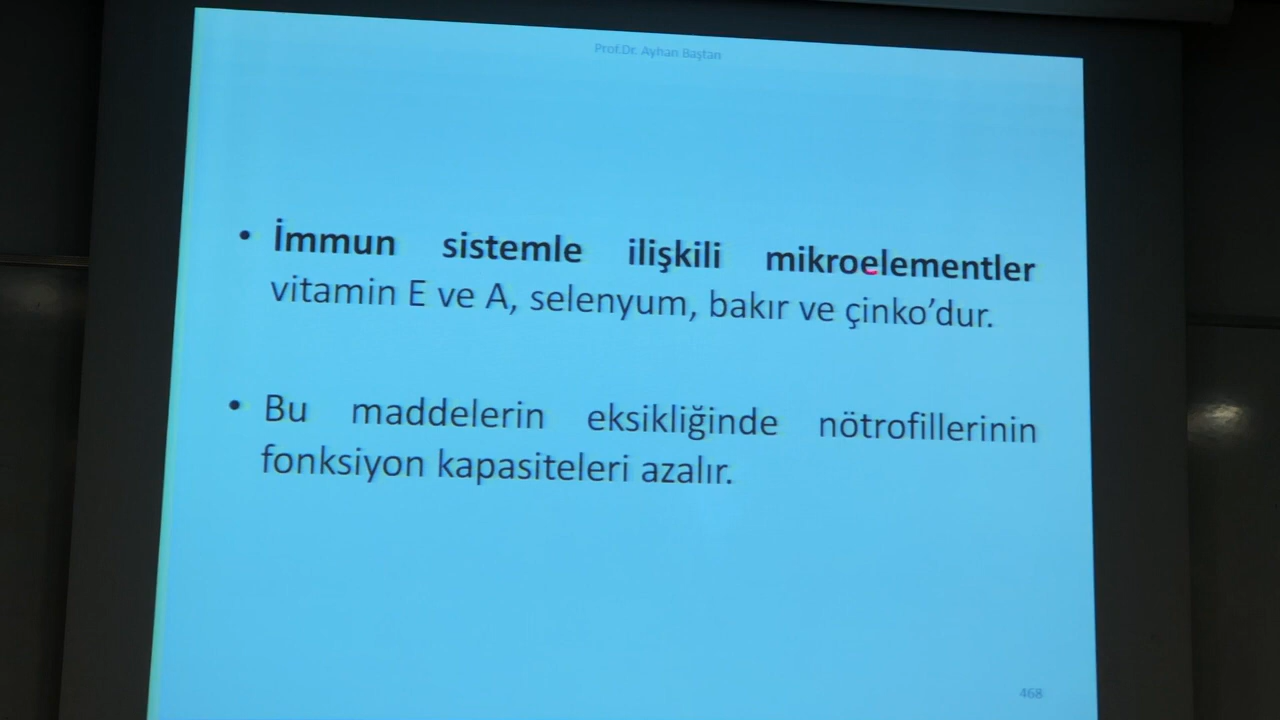 Prof.Dr. Ayhan Baştan
• İmmun sistemle ilişkili mikroelementler
vitamin E ve A, selenyum, bakır ve çinko’dur.
• Bu maddelerin eksikliğinde nötrofillerinin
fonksiyon kapasiteleri azalır.
468